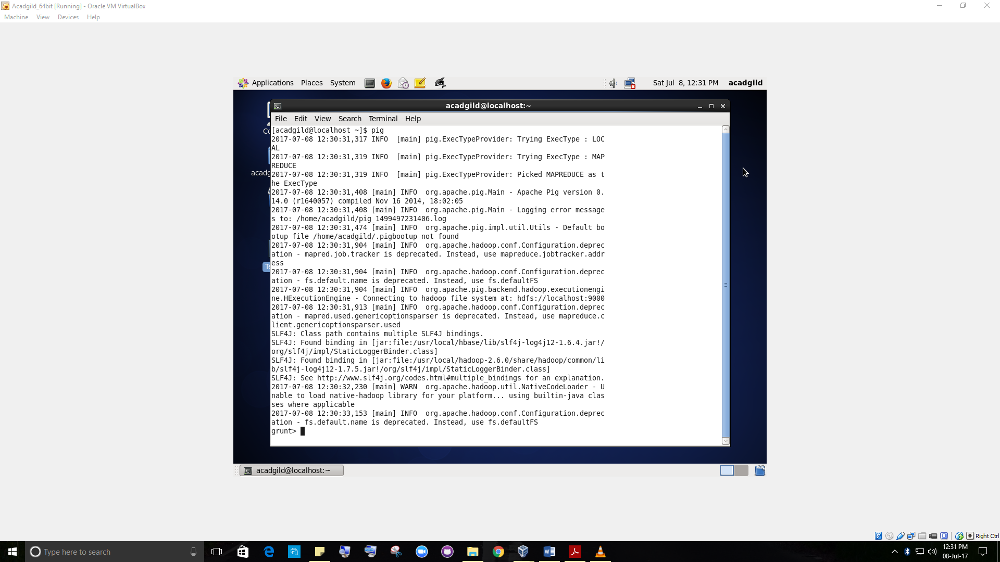 Acadgild_64bit [Running] - Oracle VM VirtualBox
Machine View Devices Help
Applications Places System Sat Jul 8, 12:31 PM acadgild
acadgild@localhost:~
File Edit View Search Terminal Help
[acadgild@localhost ~]$ pig
2017-07-08 12:30:31,317 INFO  [main] pig.ExecTypeProvider: Trying ExecType : LOC
AL
2017-07-08 12:30:31,319 INFO  [main] pig.ExecTypeProvider: Trying ExecType : MAP
REDUCE
2017-07-08 12:30:31,319 INFO  [main] pig.ExecTypeProvider: Picked MAPREDUCE as t
he ExecType
2017-07-08 12:30:31,408 [main] INFO  org.apache.pig.Main - Apache Pig version 0.
14.0 (r1640057) compiled Nov 16 2014, 18:02:05
2017-07-08 12:30:31,408 [main] INFO  org.apache.pig.Main - Logging error message
s to: /home/acadgild/pig_1499497231406.log
2017-07-08 12:30:31,474 [main] INFO  org.apache.pig.impl.util.Utils - Default bo
otup file /home/acadgild/.pigbootup not found
2017-07-08 12:30:31,904 [main] INFO  org.apache.hadoop.conf.Configuration.deprec
ation - mapred.job.tracker is deprecated. Instead, use mapreduce.jobtracker.addr
ess
2017-07-08 12:30:31,904 [main] INFO  org.apache.hadoop.conf.Configuration.deprec
ation - fs.default.name is deprecated. Instead, use fs.defaultFS
2017-07-08 12:30:31,904 [main] INFO  org.apache.pig.backend.hadoop.executionengi
ne.HExecutionEngine - Connecting to hadoop file system at: hdfs://localhost:9000
2017-07-08 12:30:31,913 [main] INFO  org.apache.hadoop.conf.Configuration.deprec
ation - mapred.used.genericoptionsparser is deprecated. Instead, use mapreduce.c
lient.genericoptionsparser.used
SLF4J: Class path contains multiple SLF4J bindings.
SLF4J: Found binding in [jar:file:/usr/local/hbase/lib/slf4j-log4j12-1.6.4.jar!/
org/slf4j/impl/StaticLoggerBinder.class]
SLF4J: Found binding in [jar:file:/usr/local/hadoop-2.6.0/share/hadoop/common/li
b/slf4j-log4j12-1.7.5.jar!/org/slf4j/impl/StaticLoggerBinder.class]
SLF4J: See http://www.slf4j.org/codes.html#multiple_bindings for an explanation.
2017-07-08 12:30:32,230 [main] WARN  org.apache.hadoop.util.NativeCodeLoader - U
nable to load native-hadoop library for your platform... using builtin-java clas
ses where applicable
2017-07-08 12:30:33,153 [main] INFO  org.apache.hadoop.conf.Configuration.deprec
ation - fs.default.name is deprecated. Instead, use fs.defaultFS
grunt>
acadgild@localhost:~
Right Ctrl
Type here to search
12:31 PM
08-Jul-17